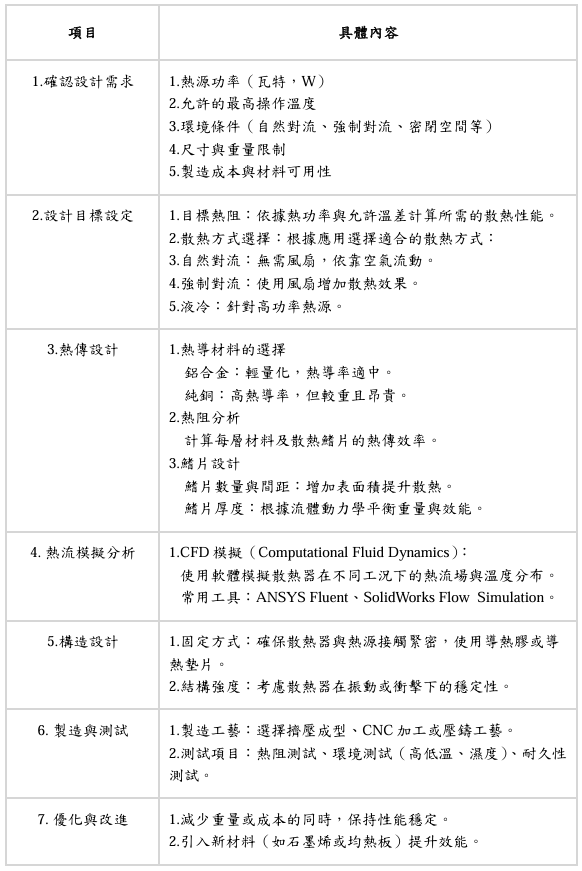 項目
具體內容
1.確認設計需求
1.熱源功率（瓦特，W）
2.允許的最高操作溫度
3.環境條件（自然對流、強制對流、密閉空間等）
4.尺寸與重量限制
5.製造成本與材料可用性
2.設計目標設定
1.目標熱阻：依據熱功率與允許溫差計算所需的散熱性能。
2.散熱方式選擇：根據應用選擇適合的散熱方式：
3.自然對流：無需風扇，依靠空氣流動。
4.強制對流：使用風扇增加散熱效果。
5.液冷：針對高功率熱源。
3.熱傳設計
1.熱導材料的選擇
鋁合金：輕量化，熱導率適中。
純銅：高熱導率，但較重且昂貴。
2.熱阻分析
計算每層材料及散熱鰭片的熱傳效率。
3.鰭片設計
鰭片數量與間距：增加表面積提升散熱。
鰭片厚度：根據流體動力學平衡重量與效能。
4. 熱流模擬分析
1.CFD 模擬（Computational Fluid Dynamics）：
使用軟體模擬散熱器在不同工況下的熱流場與溫度分布。
常用工具：ANSYS Fluent、SolidWorks Flow Simulation。
5.構造設計
1.固定方式：確保散熱器與熱源接觸緊密，使用導熱膠或導
熱墊片。
2.結構強度：考慮散熱器在振動或衝擊下的穩定性。
6. 製造與測試
1.製造工藝：選擇擠壓成型、CNC 加工或壓鑄工藝。
2.測試項目：熱阻測試、環境測試（高低溫、濕度）、耐久性
測試。
7. 優化與改進
1.減少重量或成本的同時，保持性能穩定。
2.引入新材料（如石墨烯或均熱板）提升效能。